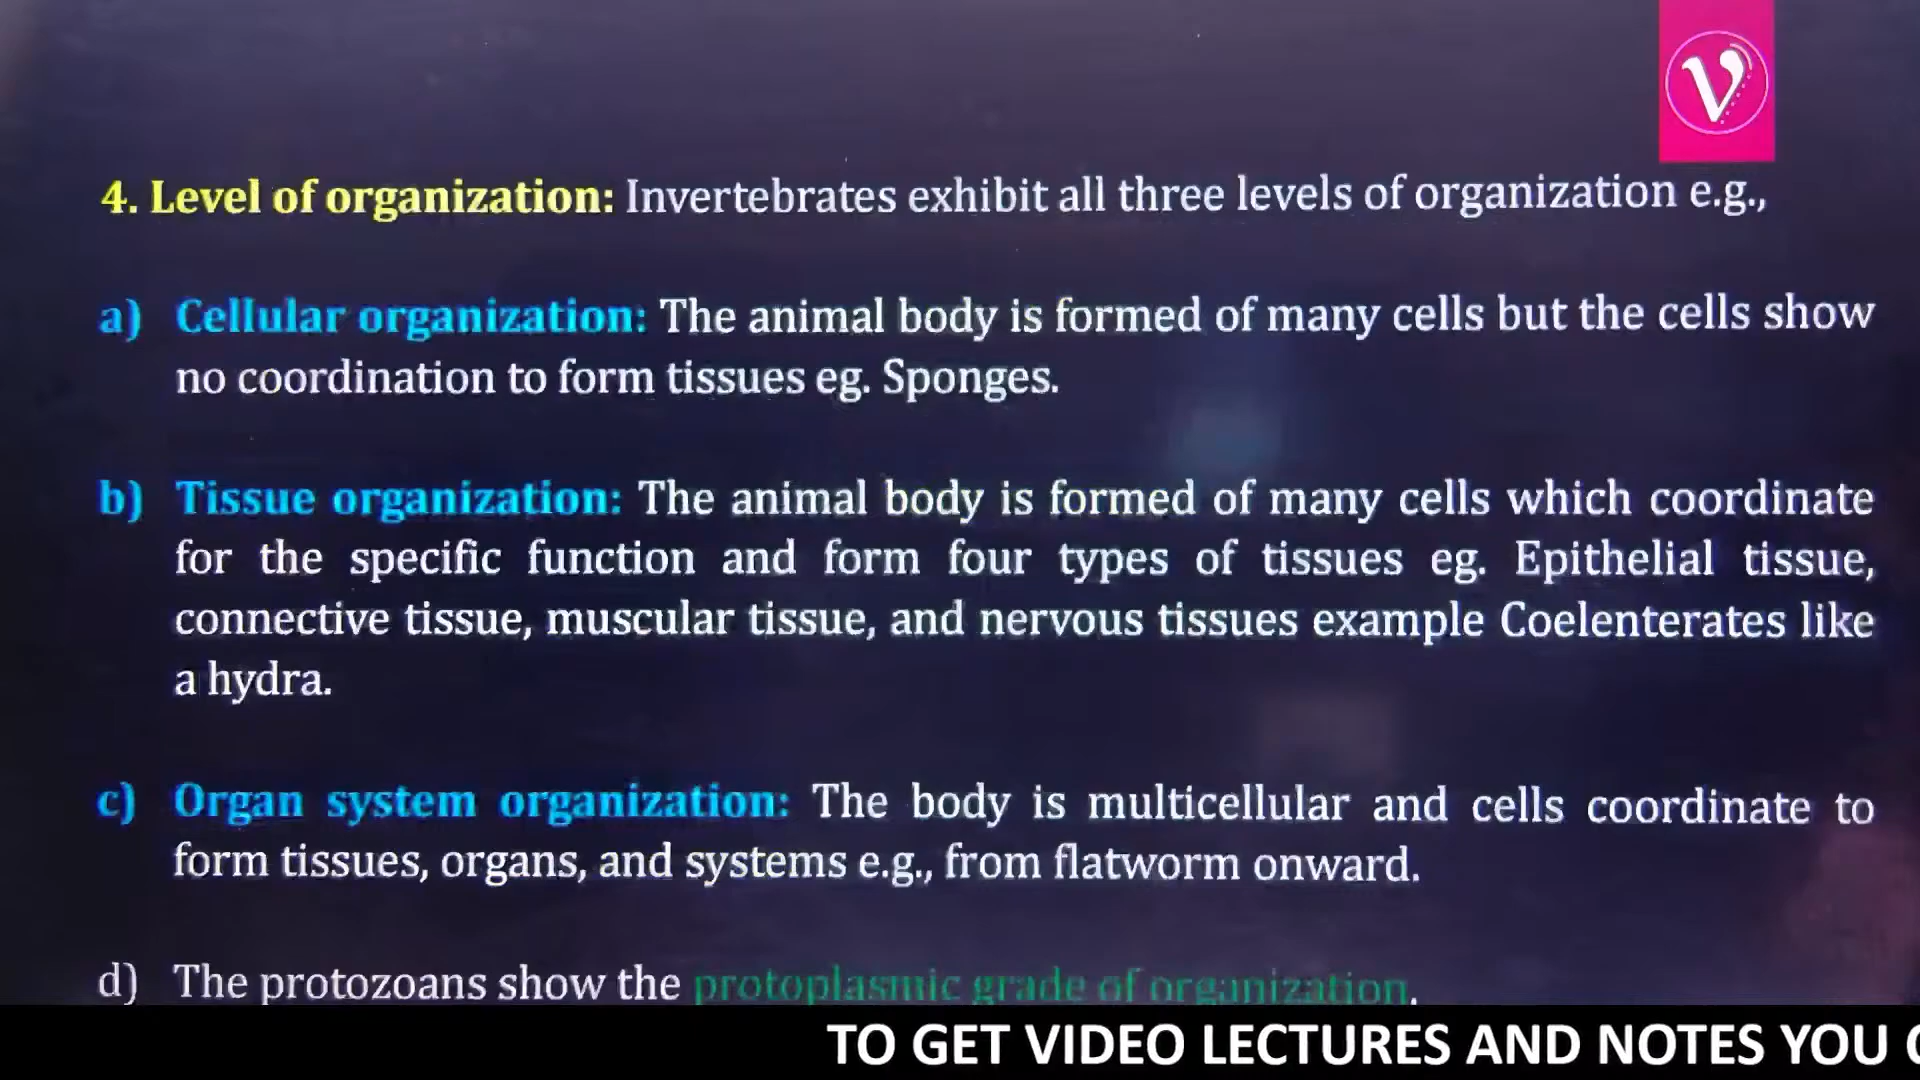 V
4. Level of organization: Invertebrates exhibit all three levels of organization e.g.,
a) Cellular organization: The animal body is formed of many cells but the cells show
no coordination to form tissues eg. Sponges.
b) Tissue organization: The animal body is formed of many cells which coordinate
for the specific function and form four types of tissues eg. Epithelial tissue,
connective tissue, muscular tissue, and nervous tissues example Coelenterates like
a hydra.
c) Organ system organization: The body is multicellular and cells coordinate to
form tissues, organs, and systems e.g., from flatworm onward.
d) The protozoans show the protoplasmic grade of organization.
TO GET VIDEO LECTURES AND NOTES YOU